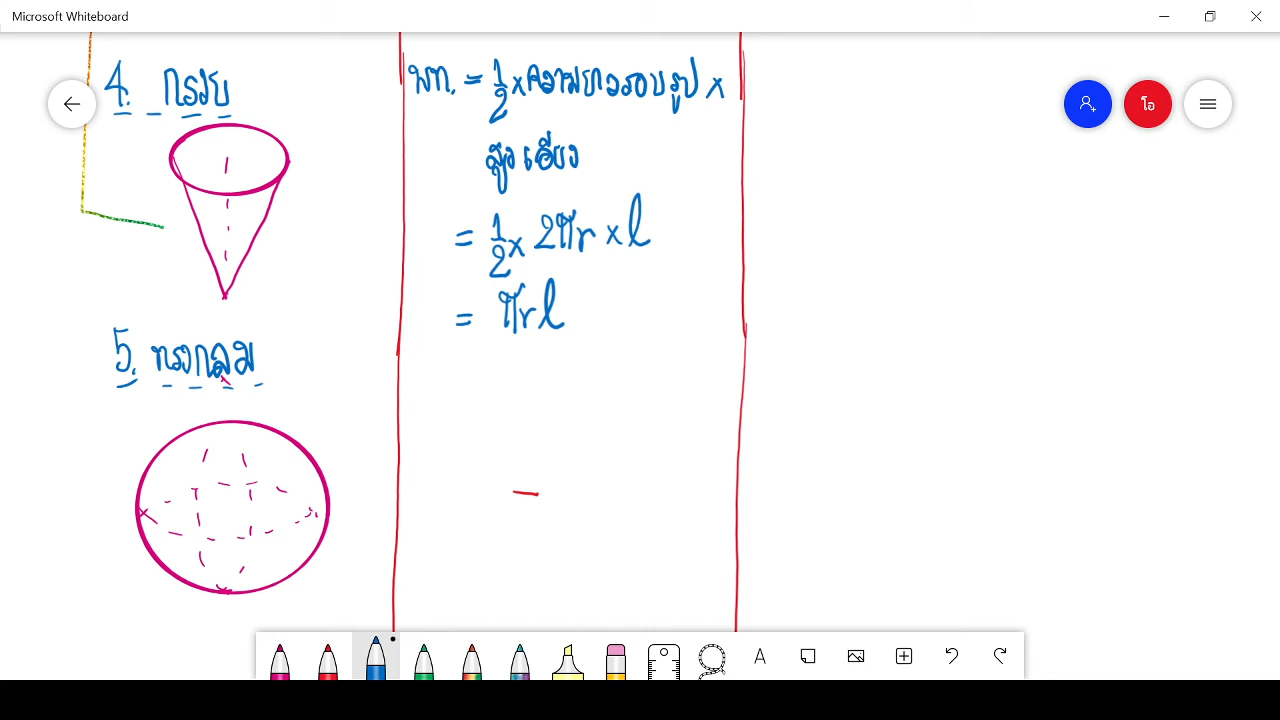 Microsoft Whiteboard
4. กรวย
พท. = 1/2 × ความยาวรอบรูป ×
สูงเอียง
= 1/2 × 2πr × l
= πrl
5. ทรงกลม
-
โอ
A